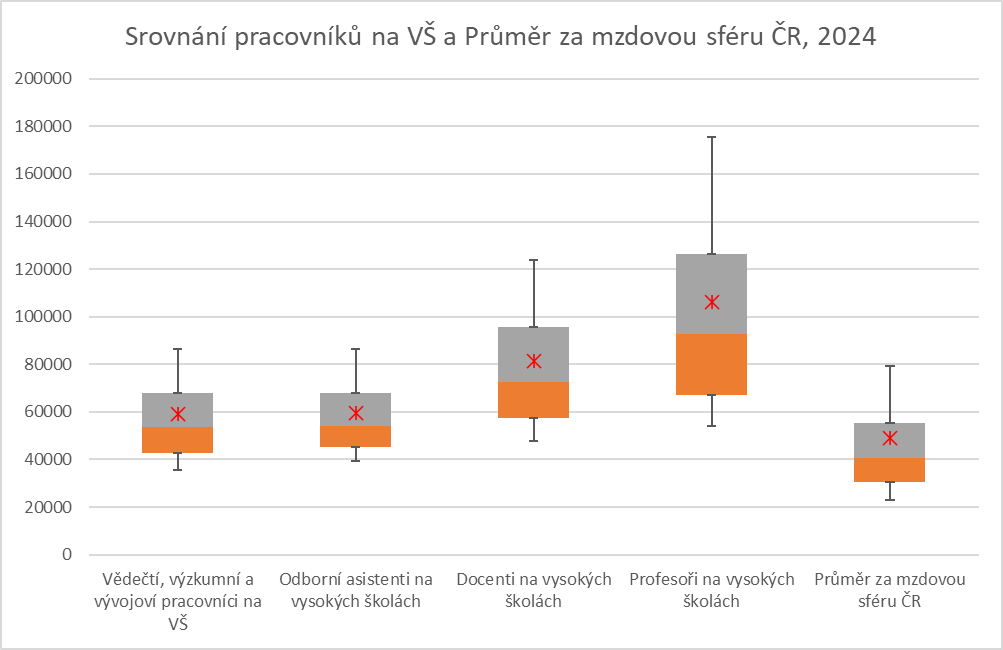 Srovnání pracovníků na VŠ a Průměr za mzdovou sféru ČR, 2024
200000
180000
160000
140000
120000
100000
80000
60000
40000
20000
0
Vědečtí, výzkumní a
vývojoví pracovníci na
VŠ
Odborní asistenti na
vysokých školách
Docenti na vysokých
školách
Profesoři na vysokých
školách
Průměr za mzdovou
sféru ČR